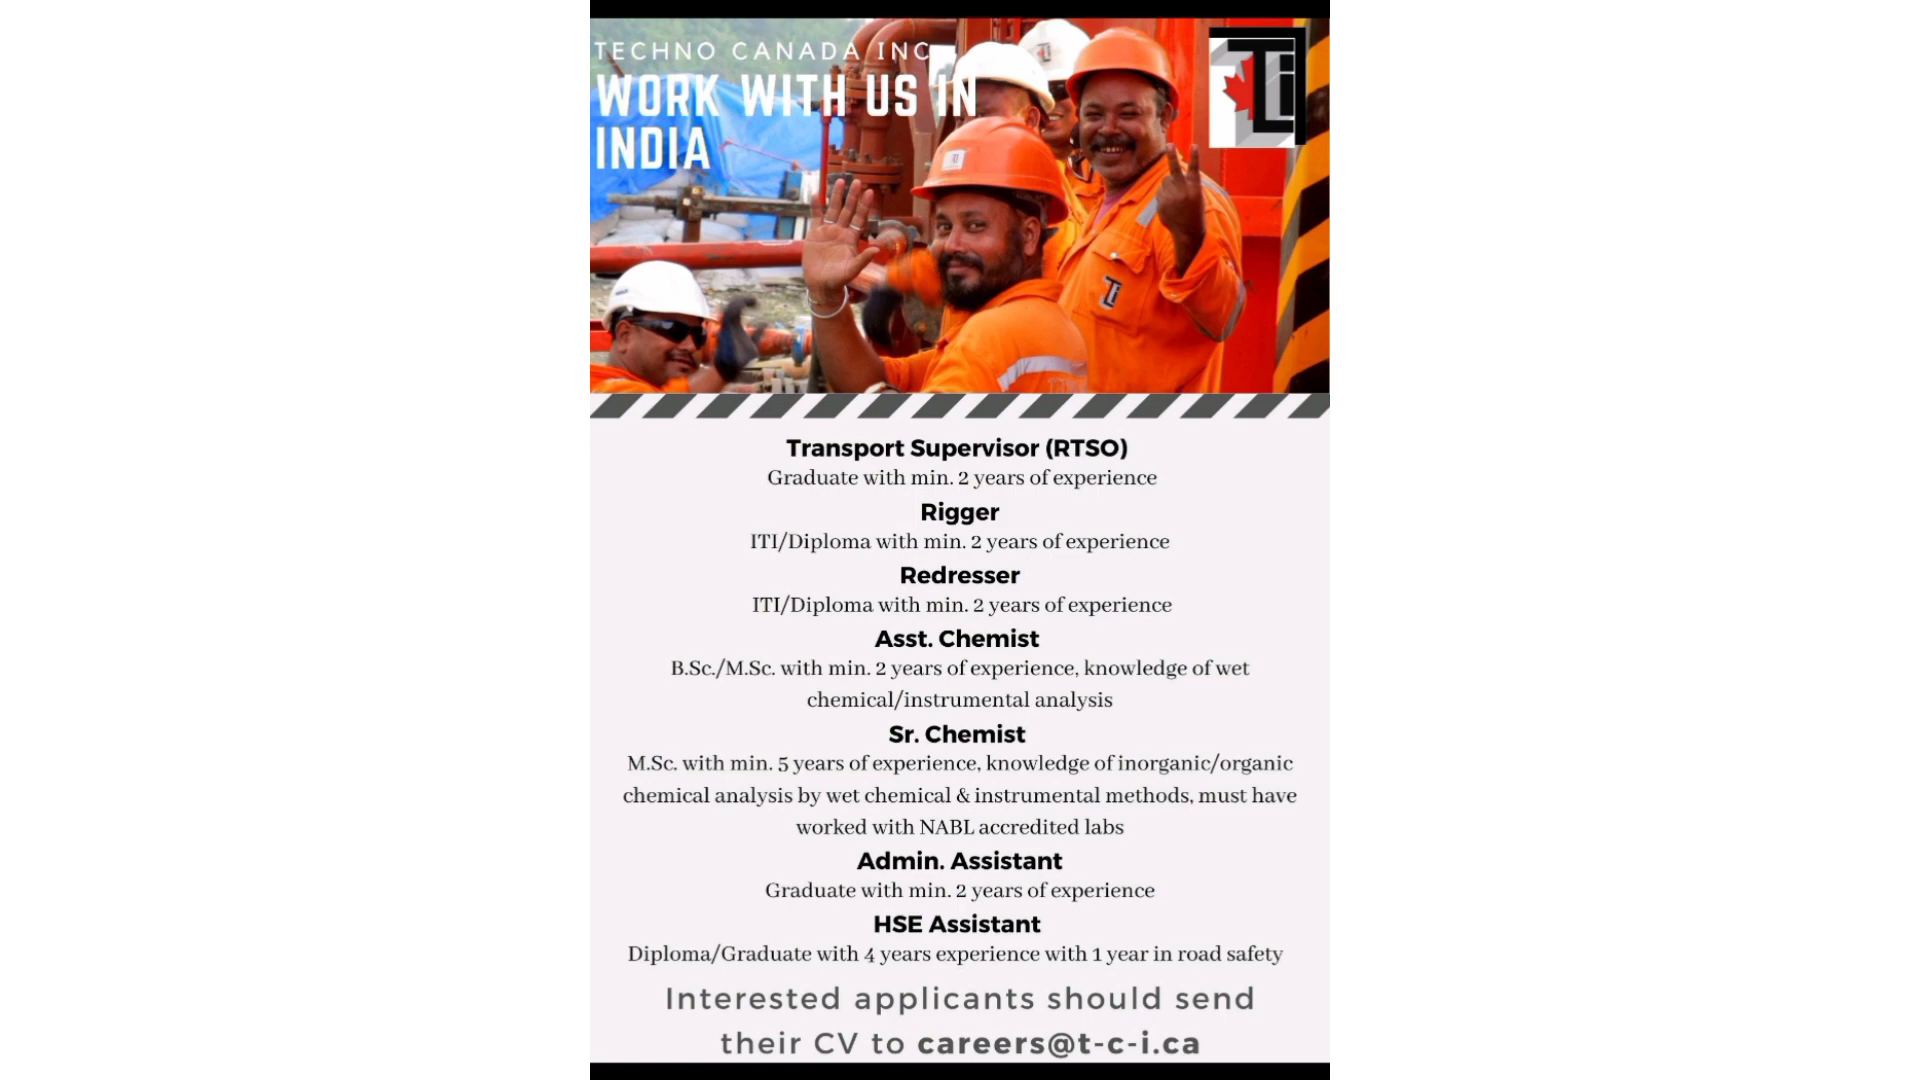 TECHNO CANADA INC
WORK WITH US IN
INDIA
Transport Supervisor (RTSO)
Graduate with min. 2 years of experience
Rigger
ITI/Diploma with min. 2 years of experience
Redresser
ITI/Diploma with min. 2 years of experience
Asst. Chemist
B.Sc./M.Sc. with min. 2 years of experience, knowledge of wet
chemical/instrumental analysis
Sr. Chemist
M.Sc. with min. 5 years of experience, knowledge of inorganic/organic
chemical analysis by wet chemical & instrumental methods, must have
worked with NABL accredited labs
Admin. Assistant
Graduate with min. 2 years of experience
HSE Assistant
Diploma/Graduate with 4 years experience with 1 year in road safety
Interested applicants should send
their CV to careers@t-c-i.ca